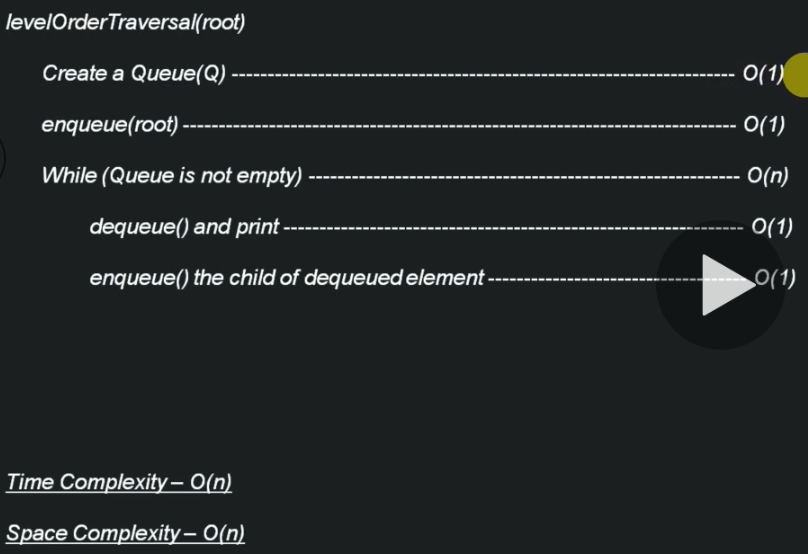 levelOrderTraversal(root)
Create a Queue(Q) ---------------------------------------------------------------------- O(1)
enqueue(root) ----------------------------------------------------------------------------- O(1)
While (Queue is not empty) ------------------------------------------------------------ O(n)
dequeue() and print ---------------------------------------------------------------- O(1)
enqueue() the child of dequeued element ------------------------------------- O(1)
Time Complexity – O(n)
Space Complexity – O(n)